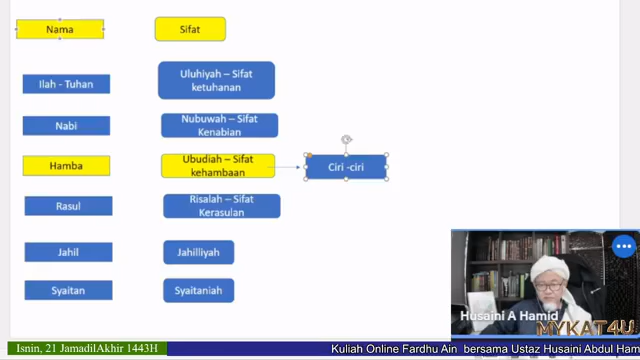 Nama
Sifat
Ilah - Tuhan
Uluhiyah – Sifat
ketuhanan
Nabi
Nubuwah – Sifat
Kenabian
Hamba
Ubudiah – Sifat
kehambaan
Ciri -ciri
Rasul
Risalah – Sifat
Kerasulan
Jahil
Jahilliyah
Syaitan
Syaitaniah
Husaini A Hamid
MYKAT4U
Isnin, 21 JamadilAkhir 1443H
Kuliah Online Fardhu Ain bersama Ustaz Husaini Abdul Ham